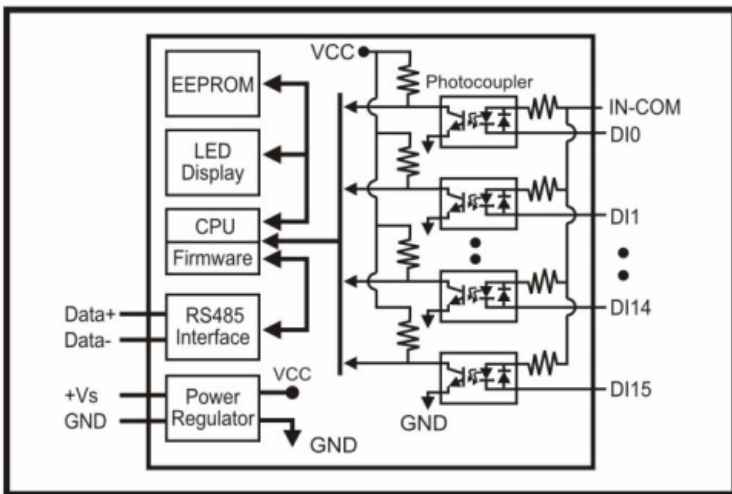 VCC
EEPROM
Photocoupler
IN-COM
DI0
LED
Display
CPU
Firmware
DI1
Data+
Data-
RS485
Interface
DI14
+Vs
GND
Power
Regulator
VCC
GND
GND
DI15